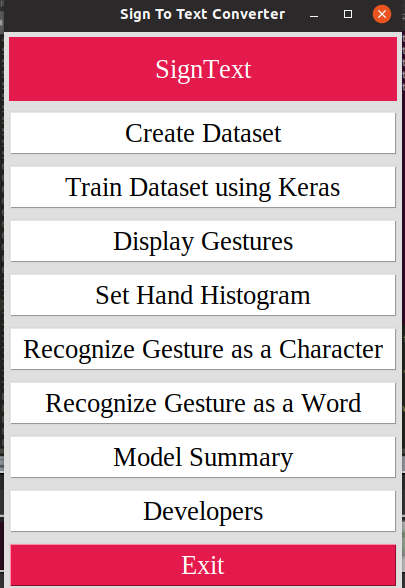 Sign To Text Converter
SignText
Create Dataset
Train Dataset using Keras
Display Gestures
Set Hand Histogram
Recognize Gesture as a Character
Recognize Gesture as a Word
Model Summary
Developers
Exit